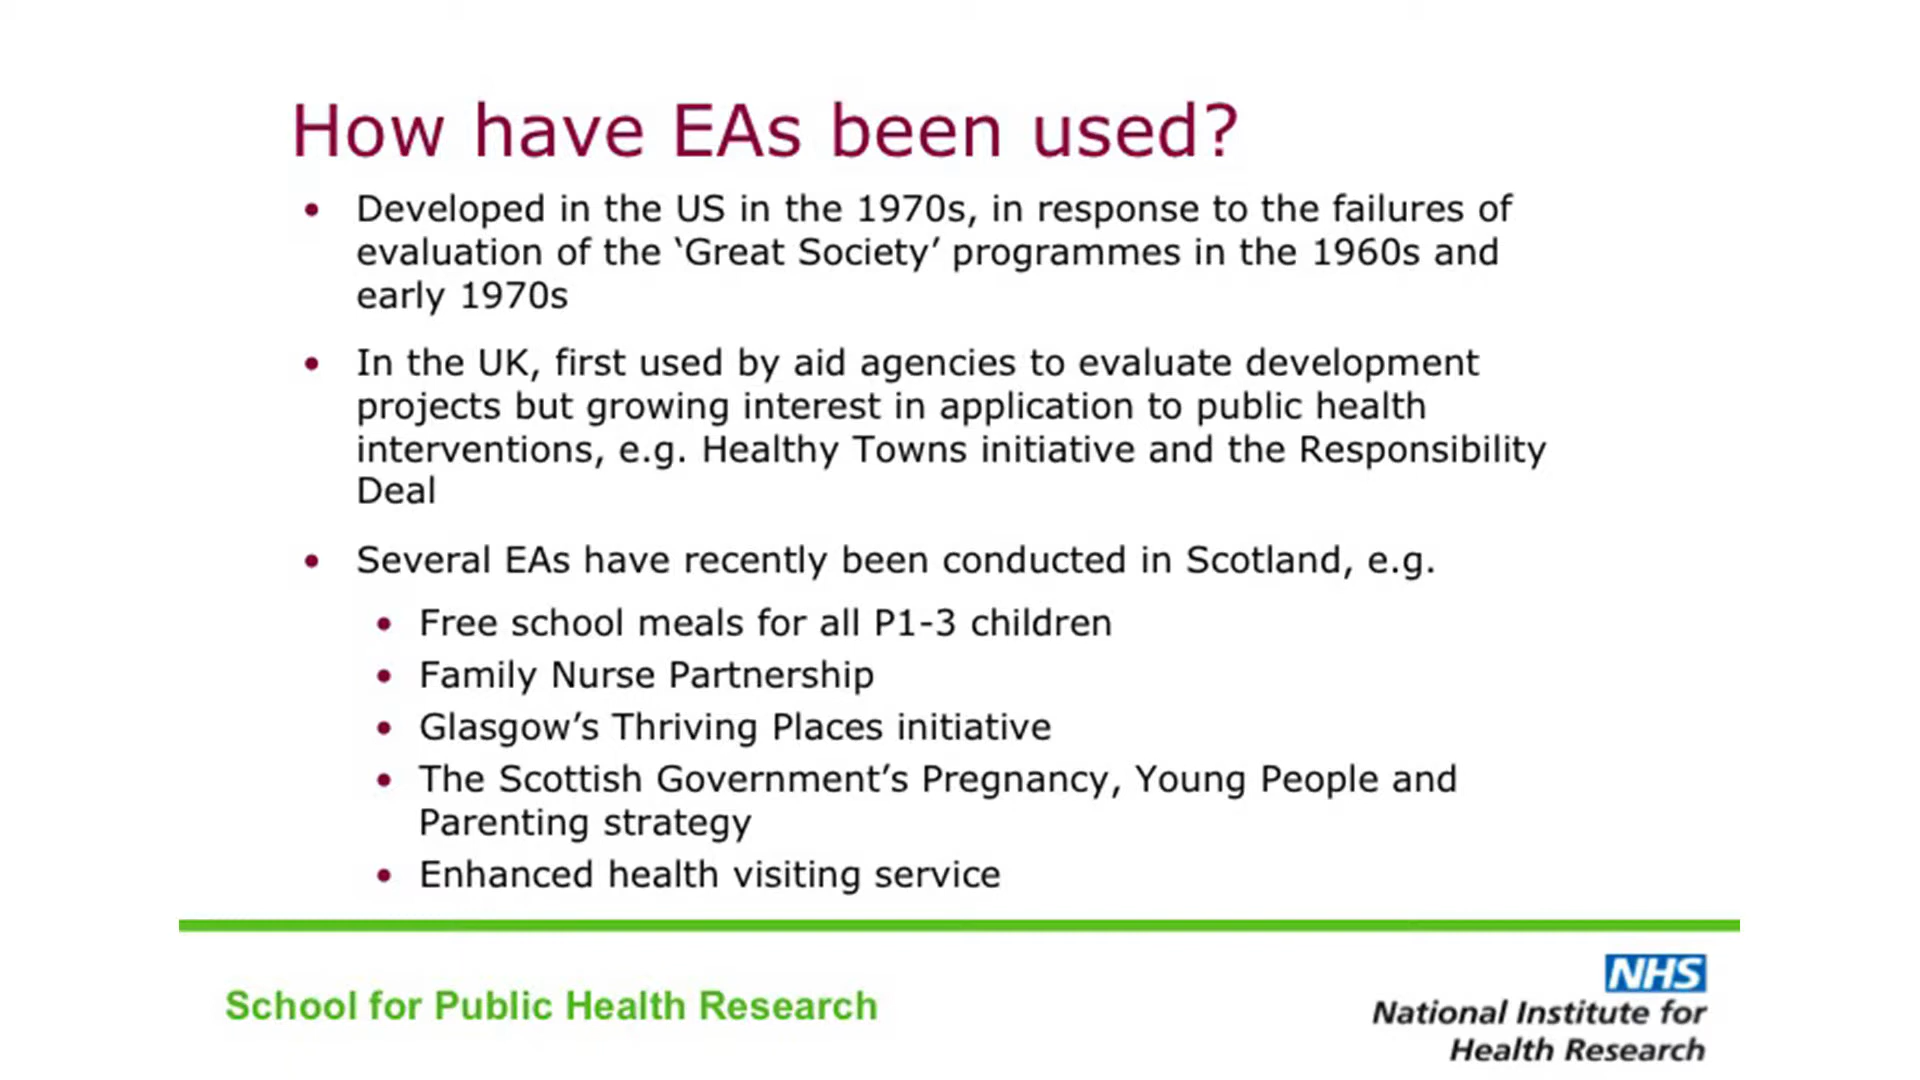 How have EAs been used?
• Developed in the US in the 1970s, in response to the failures of
evaluation of the ‘Great Society’ programmes in the 1960s and
early 1970s
• In the UK, first used by aid agencies to evaluate development
projects but growing interest in application to public health
interventions, e.g. Healthy Towns initiative and the Responsibility
Deal
• Several EAs have recently been conducted in Scotland, e.g.
• Free school meals for all P1-3 children
• Family Nurse Partnership
• Glasgow’s Thriving Places initiative
• The Scottish Government’s Pregnancy, Young People and
Parenting strategy
• Enhanced health visiting service
School for Public Health Research
NHS
National Institute for
Health Research